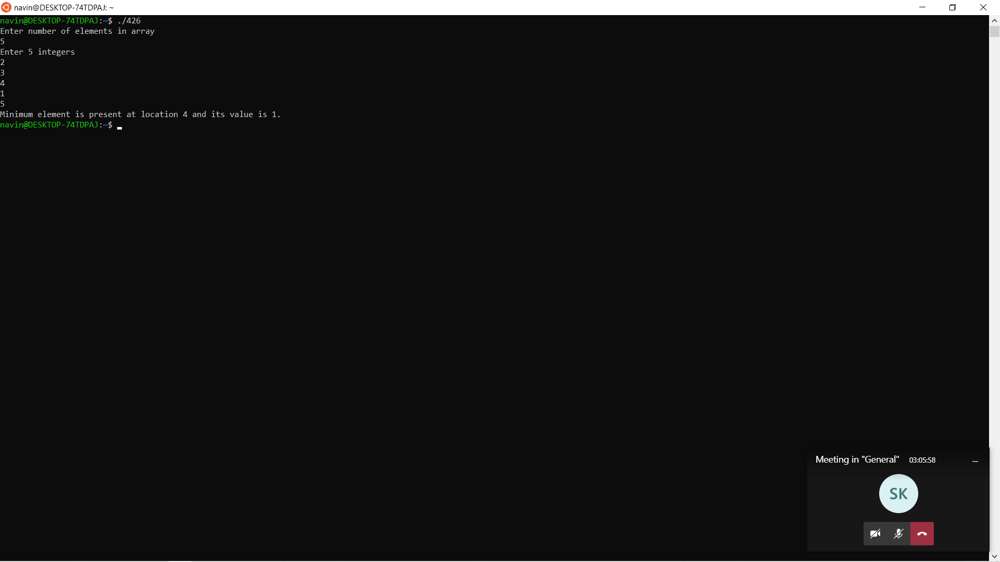 navin@DESKTOP-74TDPAJ: ~
navin@DESKTOP-74TDPAJ:~$ ./426
Enter number of elements in array
5
Enter 5 integers
2
3
4
1
5
Minimum element is present at location 4 and its value is 1.
navin@DESKTOP-74TDPAJ:~$
Meeting in "General" 03:05:58
SK